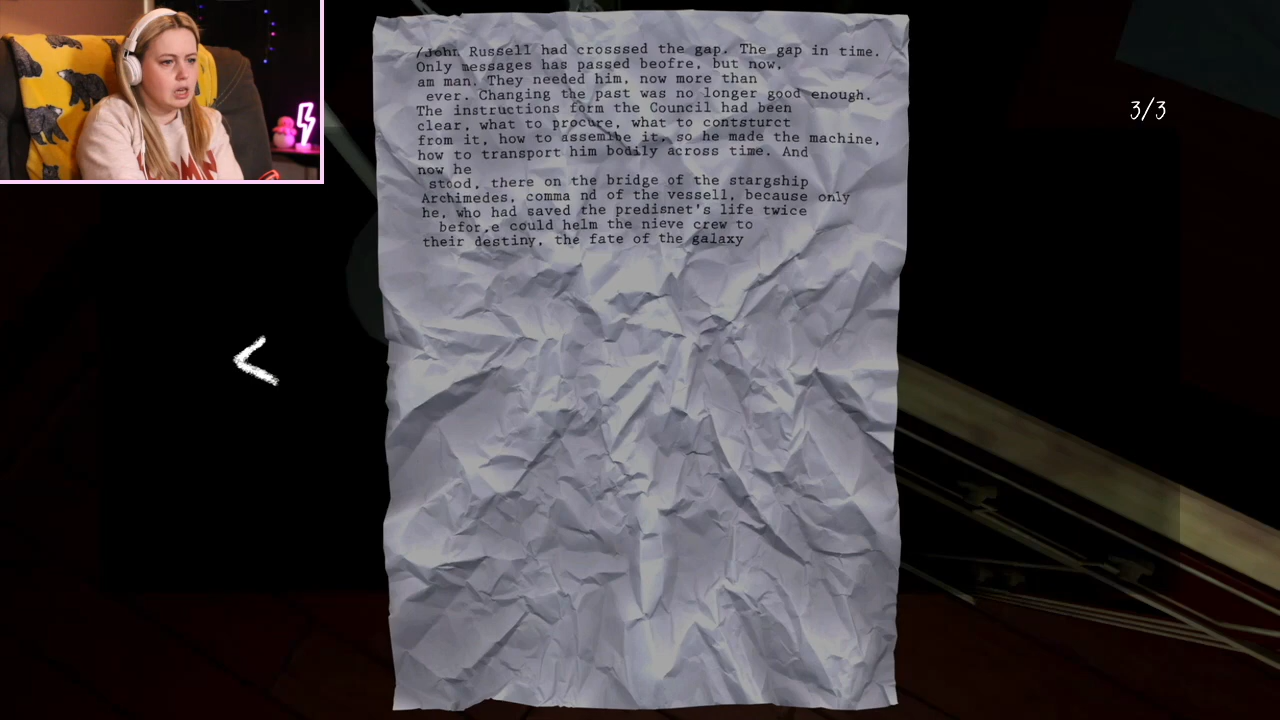 /John Russell had crosssed the gap. The gap in time.
Only messages has passed beofre, but now,
am man. They needed him, now more than
ever. Changing the past was no longer good enough.
The instructions form the Council had been
clear, what to procure, what to contsturct
from it, how to assemlbe it, so he made the machine,
how to transport him bodily across time. And
now he
stood, there on the bridge of the stargship
Archimedes, comma nd of the vessell, because only
he, who had saved the predisnet's life twice
befor,e could helm the nieve crew to
their destiny, the fate of the galaxy
3/3
<